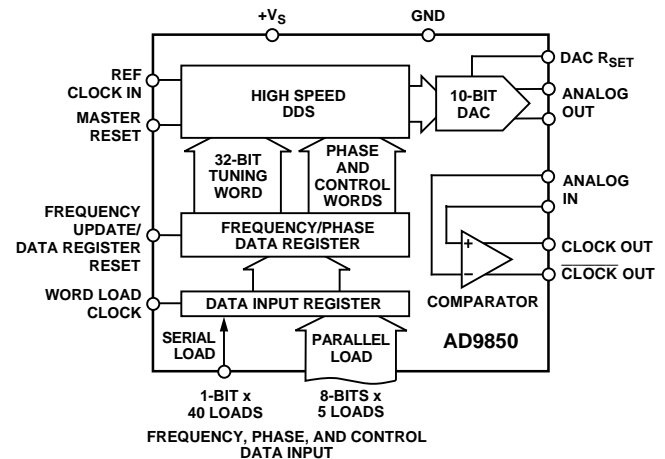 +VS
GND
REF
CLOCK IN
MASTER
RESET
FREQUENCY
UPDATE/
DATA REGISTER
RESET
WORD LOAD
CLOCK
HIGH SPEED
DDS
10-BIT
DAC
DAC RSET
ANALOG
OUT
32-BIT
TUNING
WORD
PHASE
AND
CONTROL
WORDS
FREQUENCY/PHASE
DATA REGISTER
DATA INPUT REGISTER
ANALOG
IN
+
–
CLOCK OUT
CLOCK OUT
COMPARATOR
SERIAL
LOAD
PARALLEL
LOAD
AD9850
1-BIT x
40 LOADS
8-BITS x
5 LOADS
FREQUENCY, PHASE, AND CONTROL
DATA INPUT